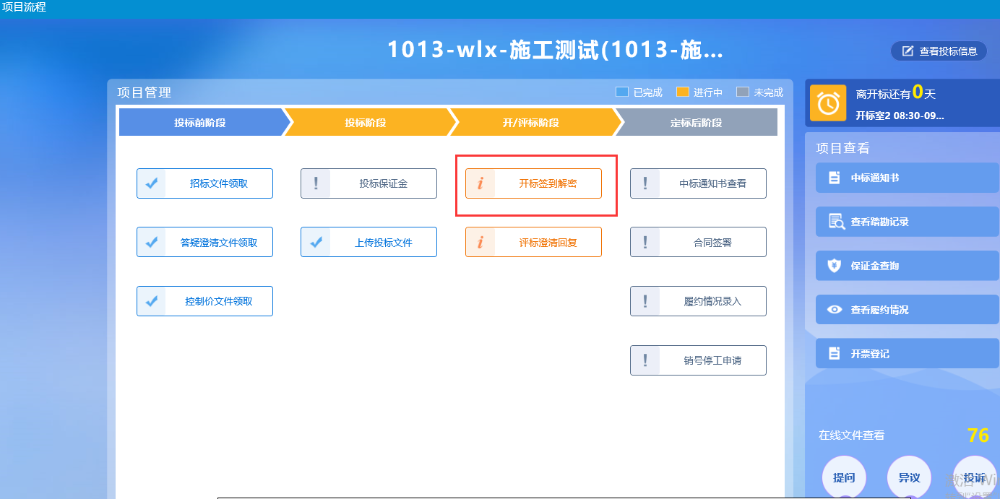 项目流程
1013-wlx-施工测试(1013-施...
查看投标信息
项目管理
已完成
进行中
未完成
投标前阶段
投标阶段
开/评标阶段
定标后阶段
招标文件领取
投标保证金
开标签到解密
中标通知书查看
答疑澄清文件领取
上传投标文件
评标澄清回复
合同签署
控制价文件领取
履约情况录入
销号停工申请
离开标还有0天
开标室2 08:30-09...
项目查看
中标通知书
查看踏勘记录
保证金查询
查看履约情况
开票登记
在线文件查看
76
提问
异议
投诉
激活 Wi